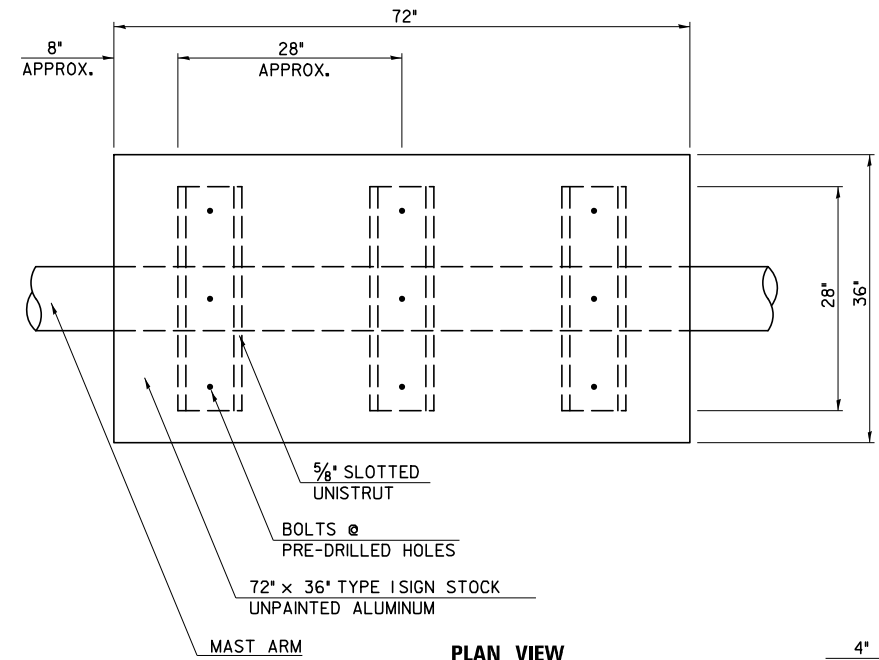 72"
8"
APPROX.
28"
APPROX.
28"
36"
5/8" SLOTTED
UNISTRUT
BOLTS @
PRE-DRILLED HOLES
72" x 36" TYPE I SIGN STOCK
UNPAINTED ALUMINUM
MAST ARM
PLAN VIEW
4"